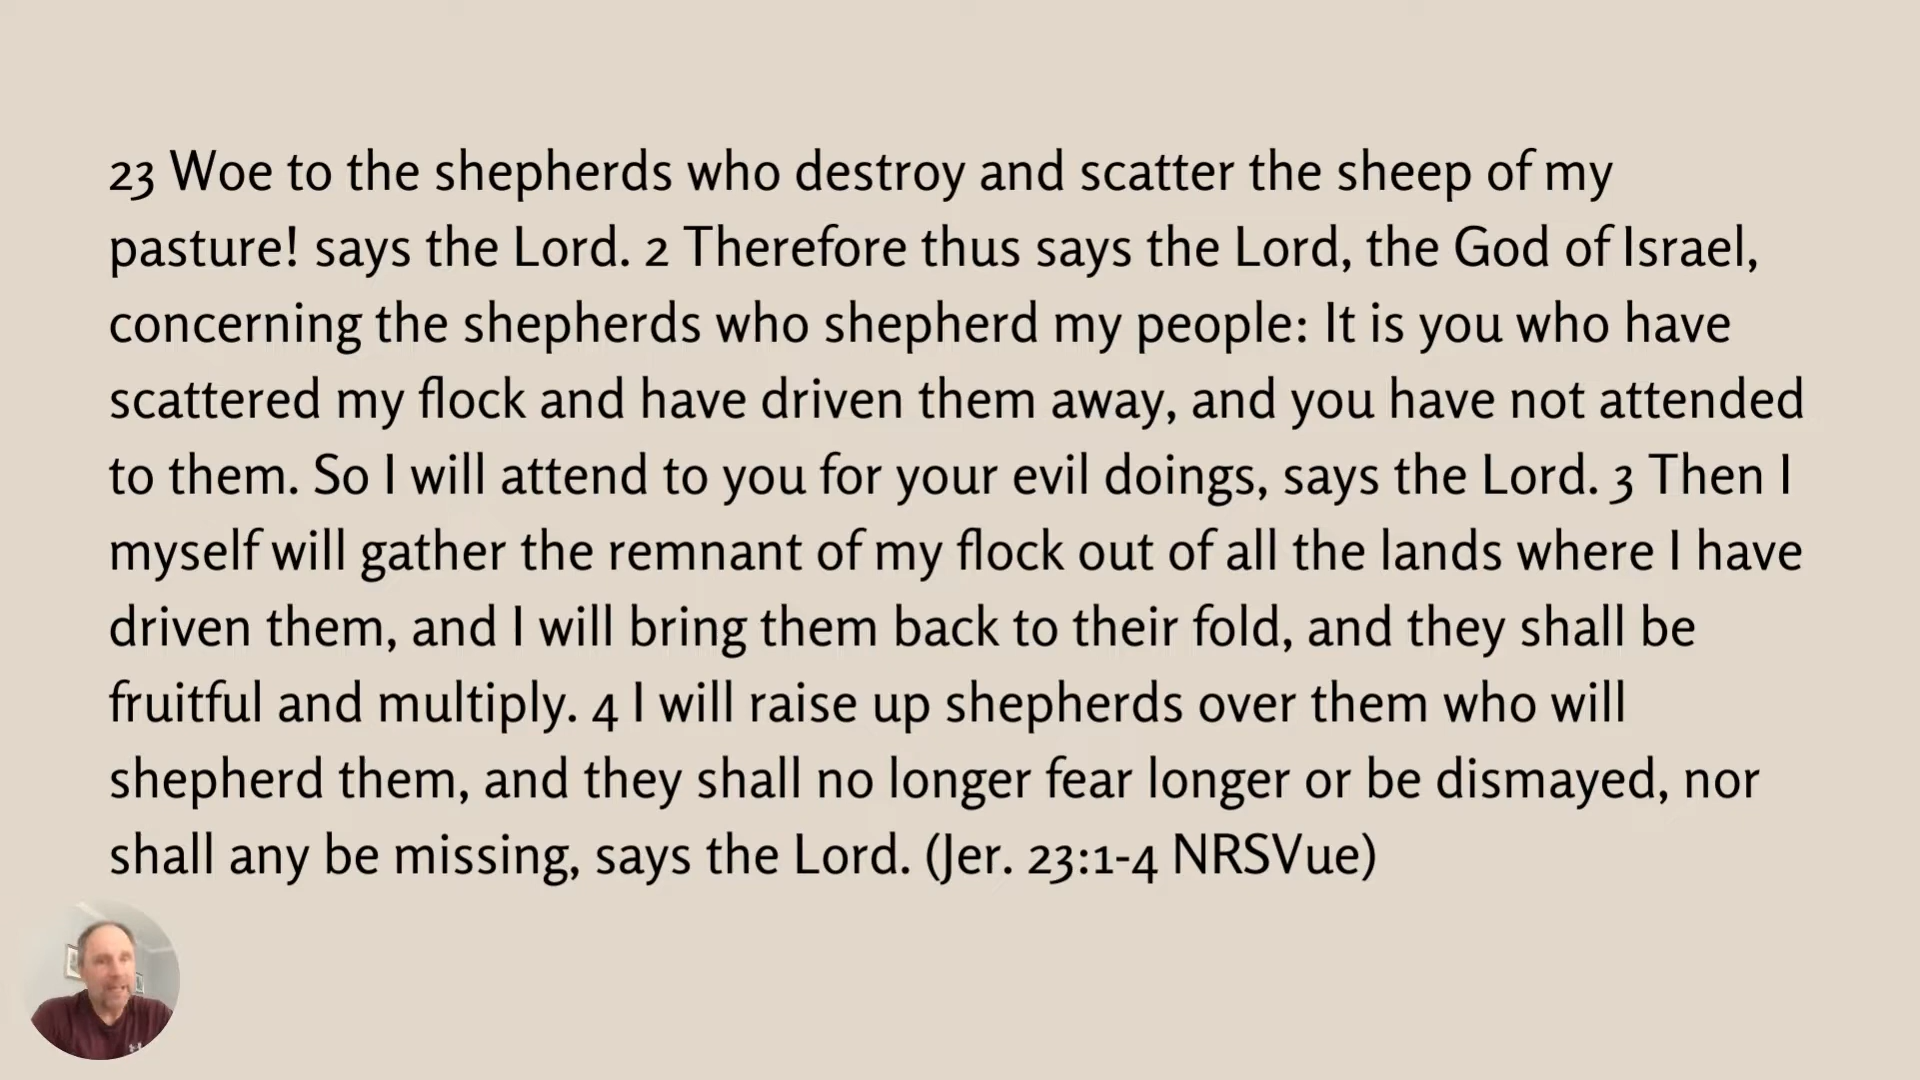 23 Woe to the shepherds who destroy and scatter the sheep of my
pasture! says the Lord. 2 Therefore thus says the Lord, the God of Israel,
concerning the shepherds who shepherd my people: It is you who have
scattered my flock and have driven them away, and you have not attended
to them. So I will attend to you for your evil doings, says the Lord. 3 Then I
myself will gather the remnant of my flock out of all the lands where I have
driven them, and I will bring them back to their fold, and they shall be
fruitful and multiply. 4 I will raise up shepherds over them who will
shepherd them, and they shall no longer fear longer or be dismayed, nor
shall any be missing, says the Lord. (Jer. 23:1-4 NRSVue)